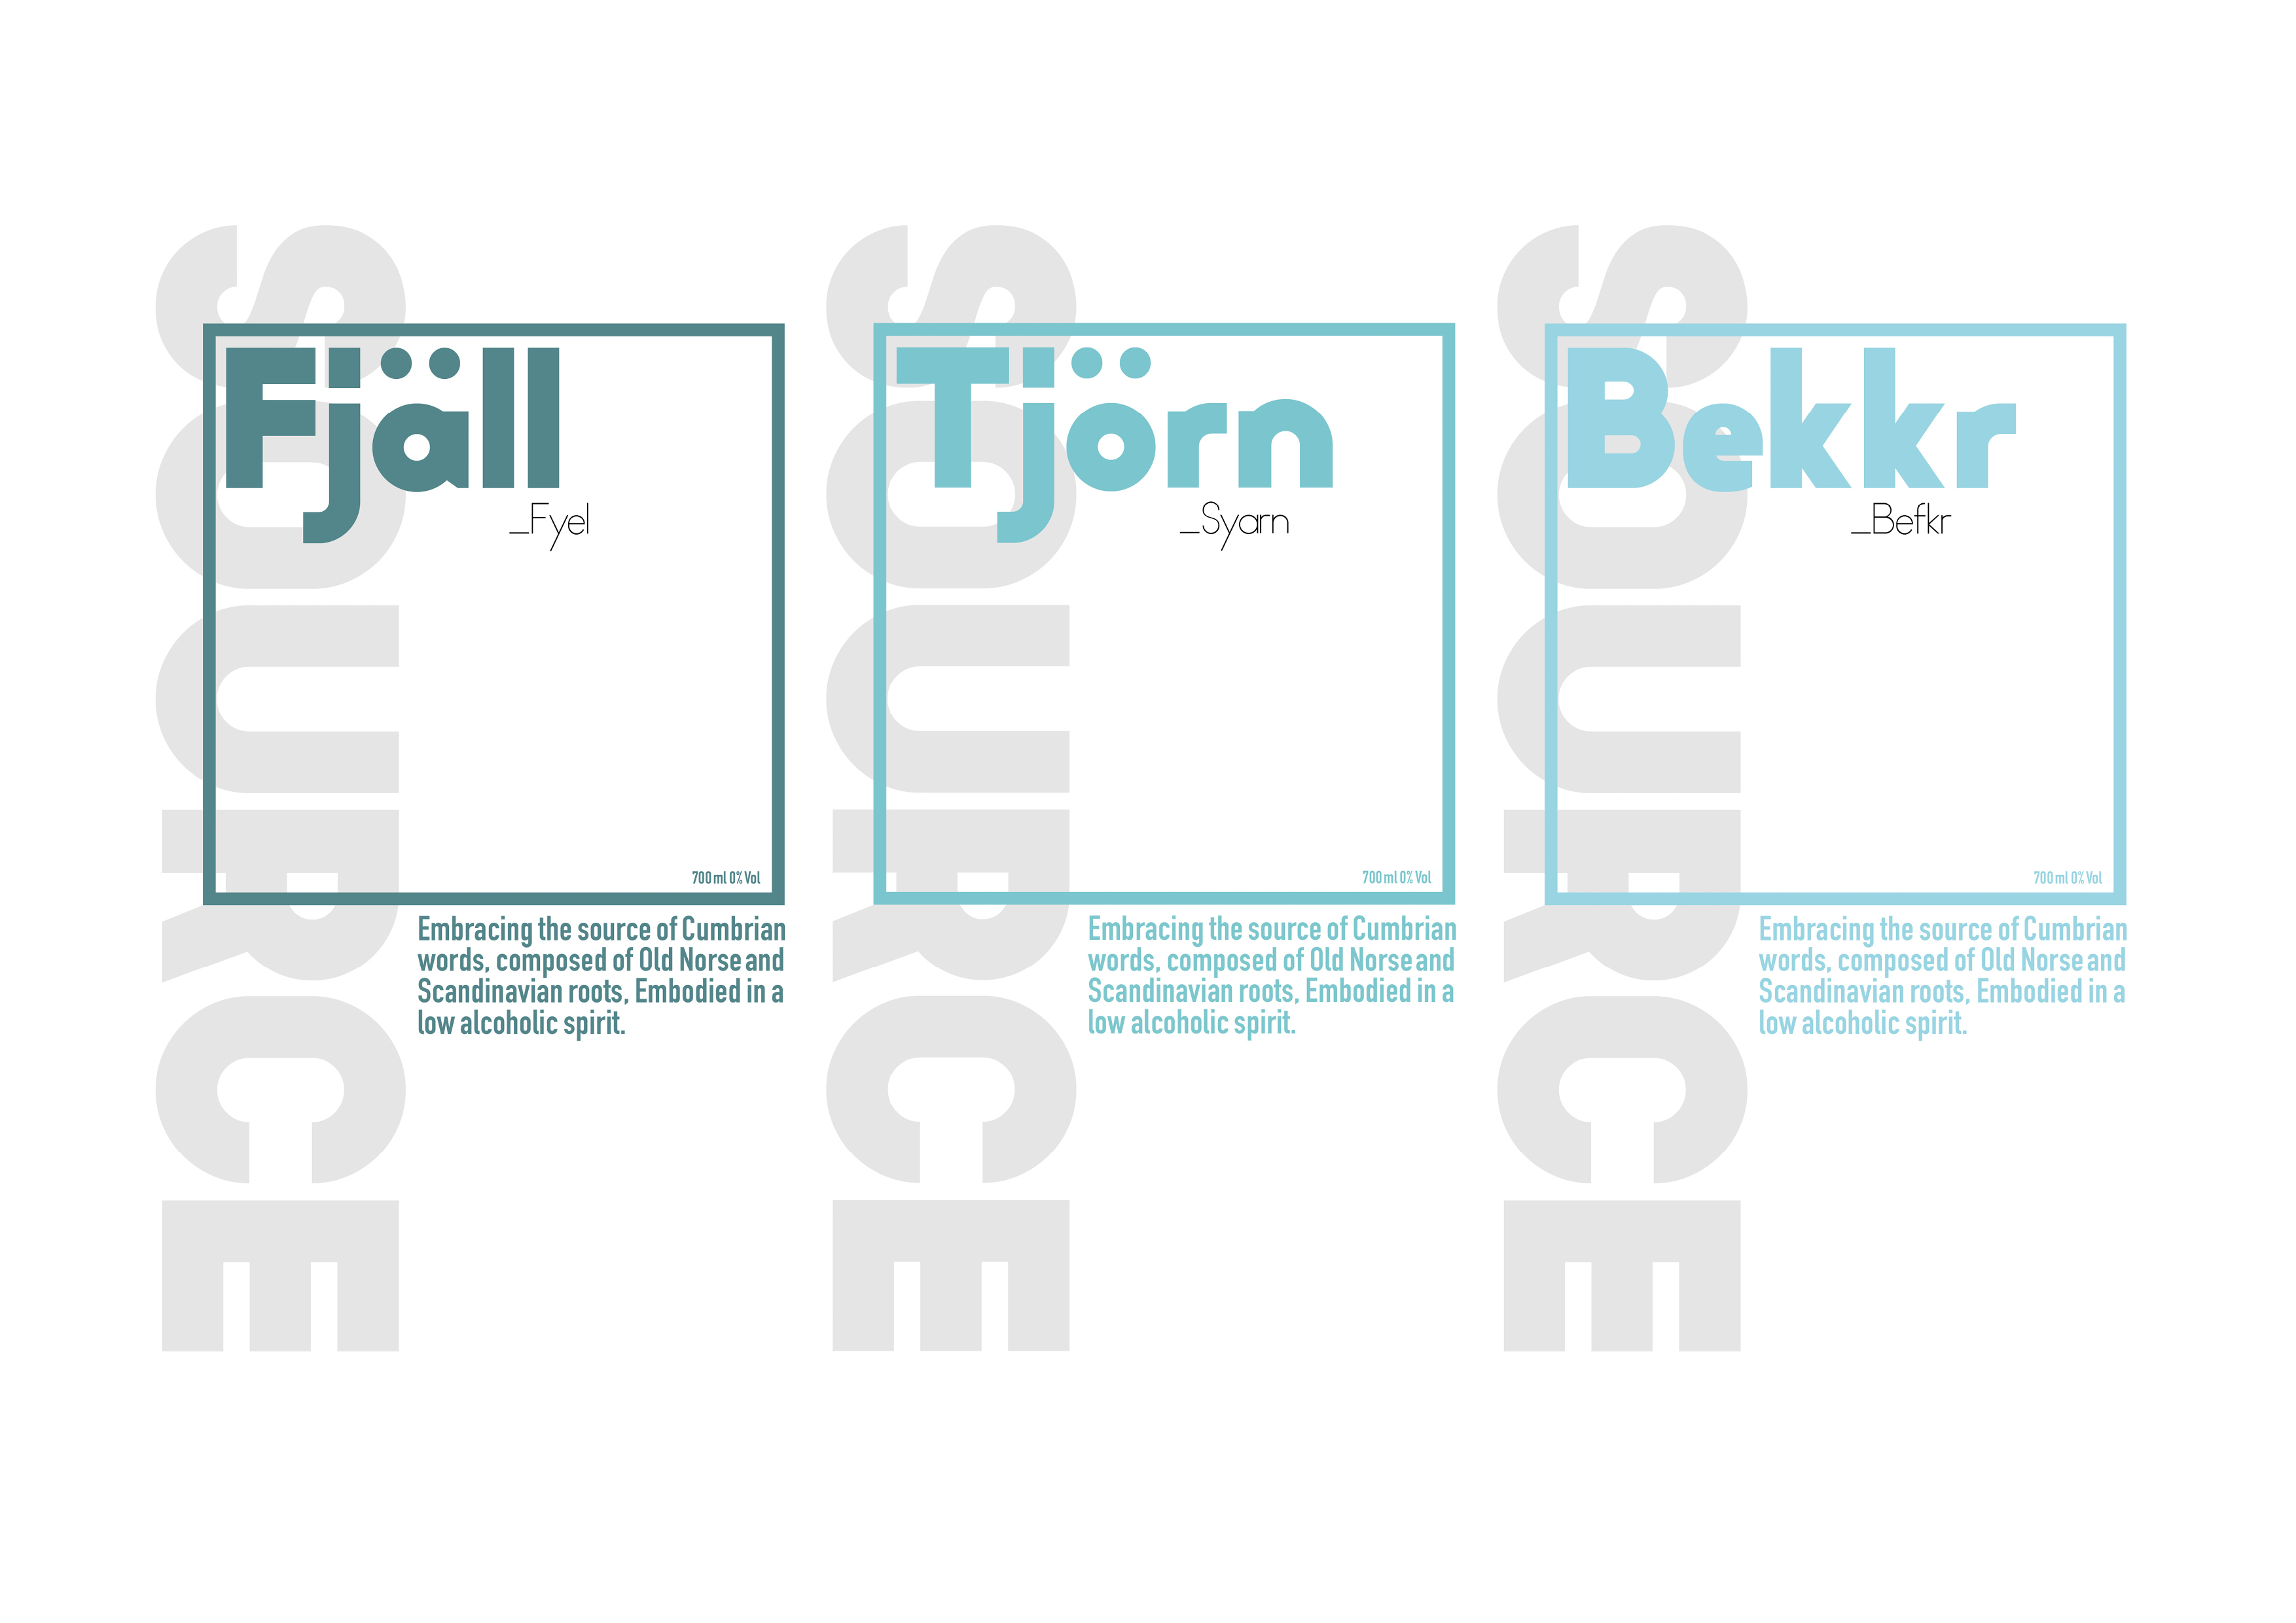 SOURCE
Fjäll
_Fyel
700 ml 0% Vol
Embracing the source of Cumbrian
words, composed of Old Norse and
Scandinavian roots, Embodied in a
low alcoholic spirit.
SOURCE
Tjörn
_Syarn
700 ml 0% Vol
Embracing the source of Cumbrian
words, composed of Old Norse and
Scandinavian roots, Embodied in a
low alcoholic spirit.
SOURCE
Bekkr
_Befkr
700 ml 0% Vol
Embracing the source of Cumbrian
words, composed of Old Norse and
Scandinavian roots, Embodied in a
low alcoholic spirit.